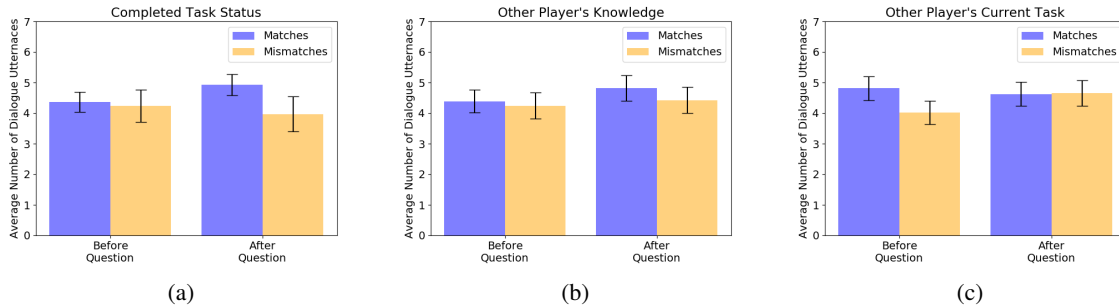 Completed Task Status
Average Number of Dialogue Utternaces
7
6
5
4
3
2
1
0
Matches
Mismatches
Before
Question
After
Question
(a)
Other Player's Knowledge
Average Number of Dialogue Utternaces
7
6
5
4
3
2
1
0
Matches
Mismatches
Before
Question
After
Question
(b)
Other Player's Current Task
Average Number of Dialogue Utternaces
7
6
5
4
3
2
1
0
Matches
Mismatches
Before
Question
After
Question
(c)